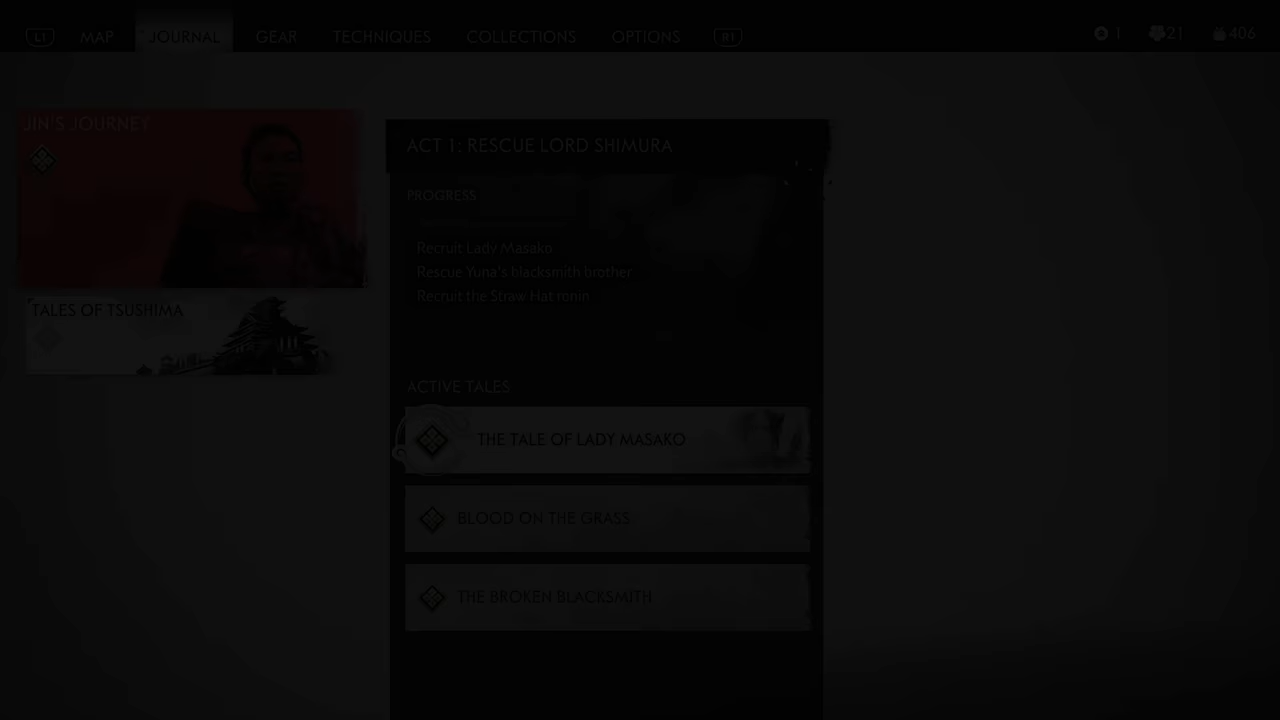 L1 MAP JOURNAL GEAR TECHNIQUES COLLECTIONS OPTIONS R1 1 21 406
JIN'S JOURNEY
TALES OF TSUSHIMA
ACT 1: RESCUE LORD SHIMURA
PROGRESS
Recruit Lady Masako
Rescue Yuna's blacksmith brother
Recruit the Straw Hat ronin
ACTIVE TALES
THE TALE OF LADY MASAKO
BLOOD ON THE GRASS
THE BROKEN BLACKSMITH